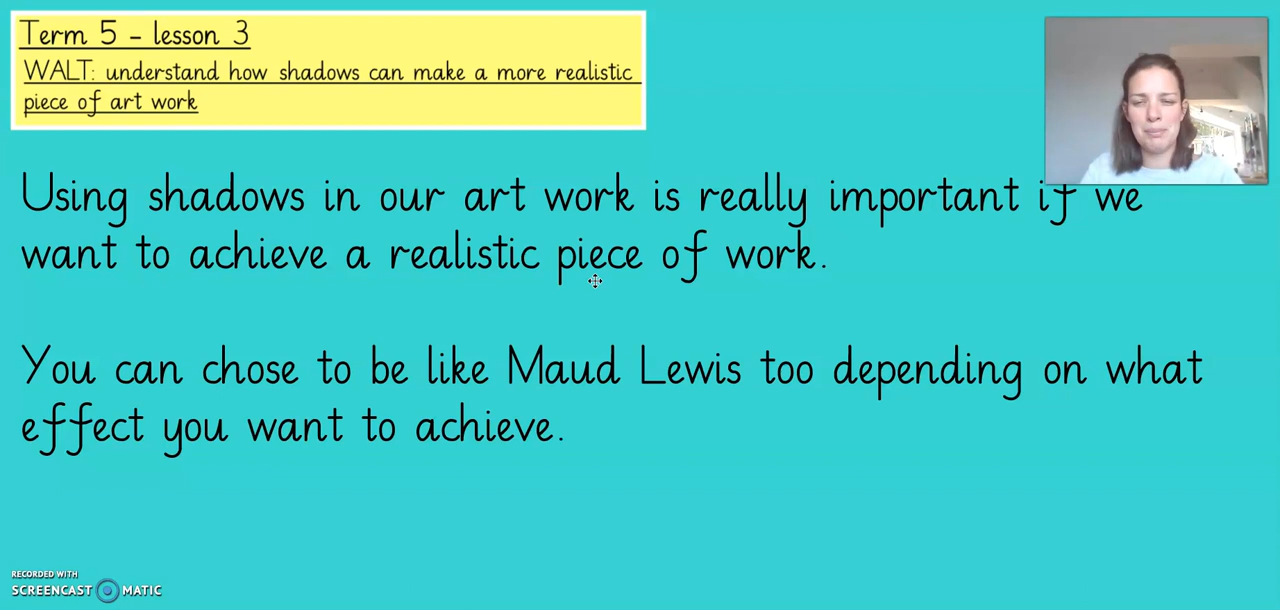 Term 5 - lesson 3
WALT: understand how shadows can make a more realistic
piece of art work
Using shadows in our art work is really important if we
want to achieve a realistic piece of work.
You can chose to be like Maud Lewis too depending on what
effect you want to achieve.
RECORDED WITH
SCREENCAST MATIC